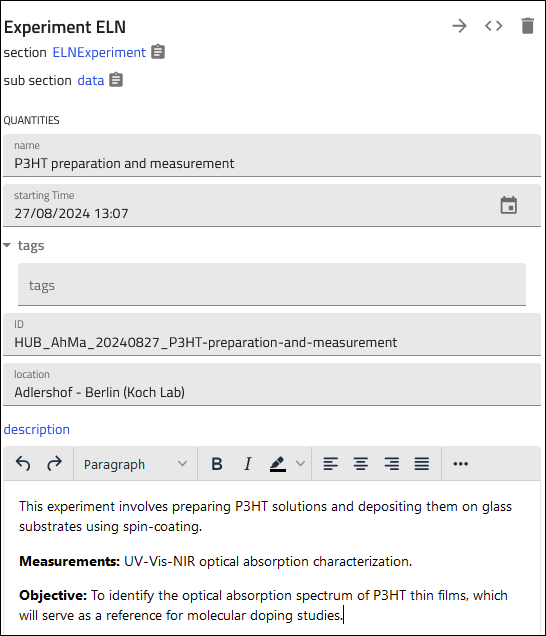 Experiment ELN
section ELNExperiment
sub section data
QUANTITIES
name
P3HT preparation and measurement
starting Time
27/08/2024 13:07
tags
tags
ID
HUB_AhMa_20240827_P3HT-preparation-and-measurement
location
Adlershof - Berlin (Koch Lab)
description
Paragraph B I
This experiment involves preparing P3HT solutions and depositing them on glass
substrates using spin-coating.
Measurements: UV-Vis-NIR optical absorption characterization.
Objective: To identify the optical absorption spectrum of P3HT thin films, which
will serve as a reference for molecular doping studies.